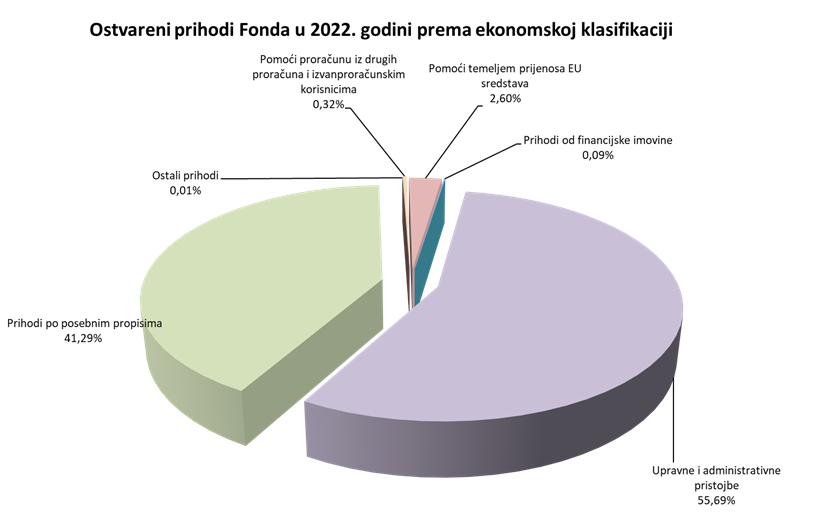 Ostvareni prihodi Fonda u 2022. godini prema ekonomskoj klasifikaciji
Pomoći proračunu iz drugih
proračuna i izvanproračunskim
korisnicima
0,32%
Pomoći temeljem prijenosa EU
sredstava
2,60%
Prihodi od financijske imovine
0,09%
Ostali prihodi
0,01%
Prihodi po posebnim propisima
41,29%
Upravne i administrativne
pristojbe
55,69%